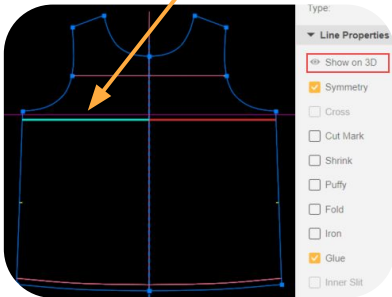 Type:
Line Properties
Show on 3D
Symmetry
Cross
Cut Mark
Shrink
Puffy
Fold
Iron
Glue
Inner Slit